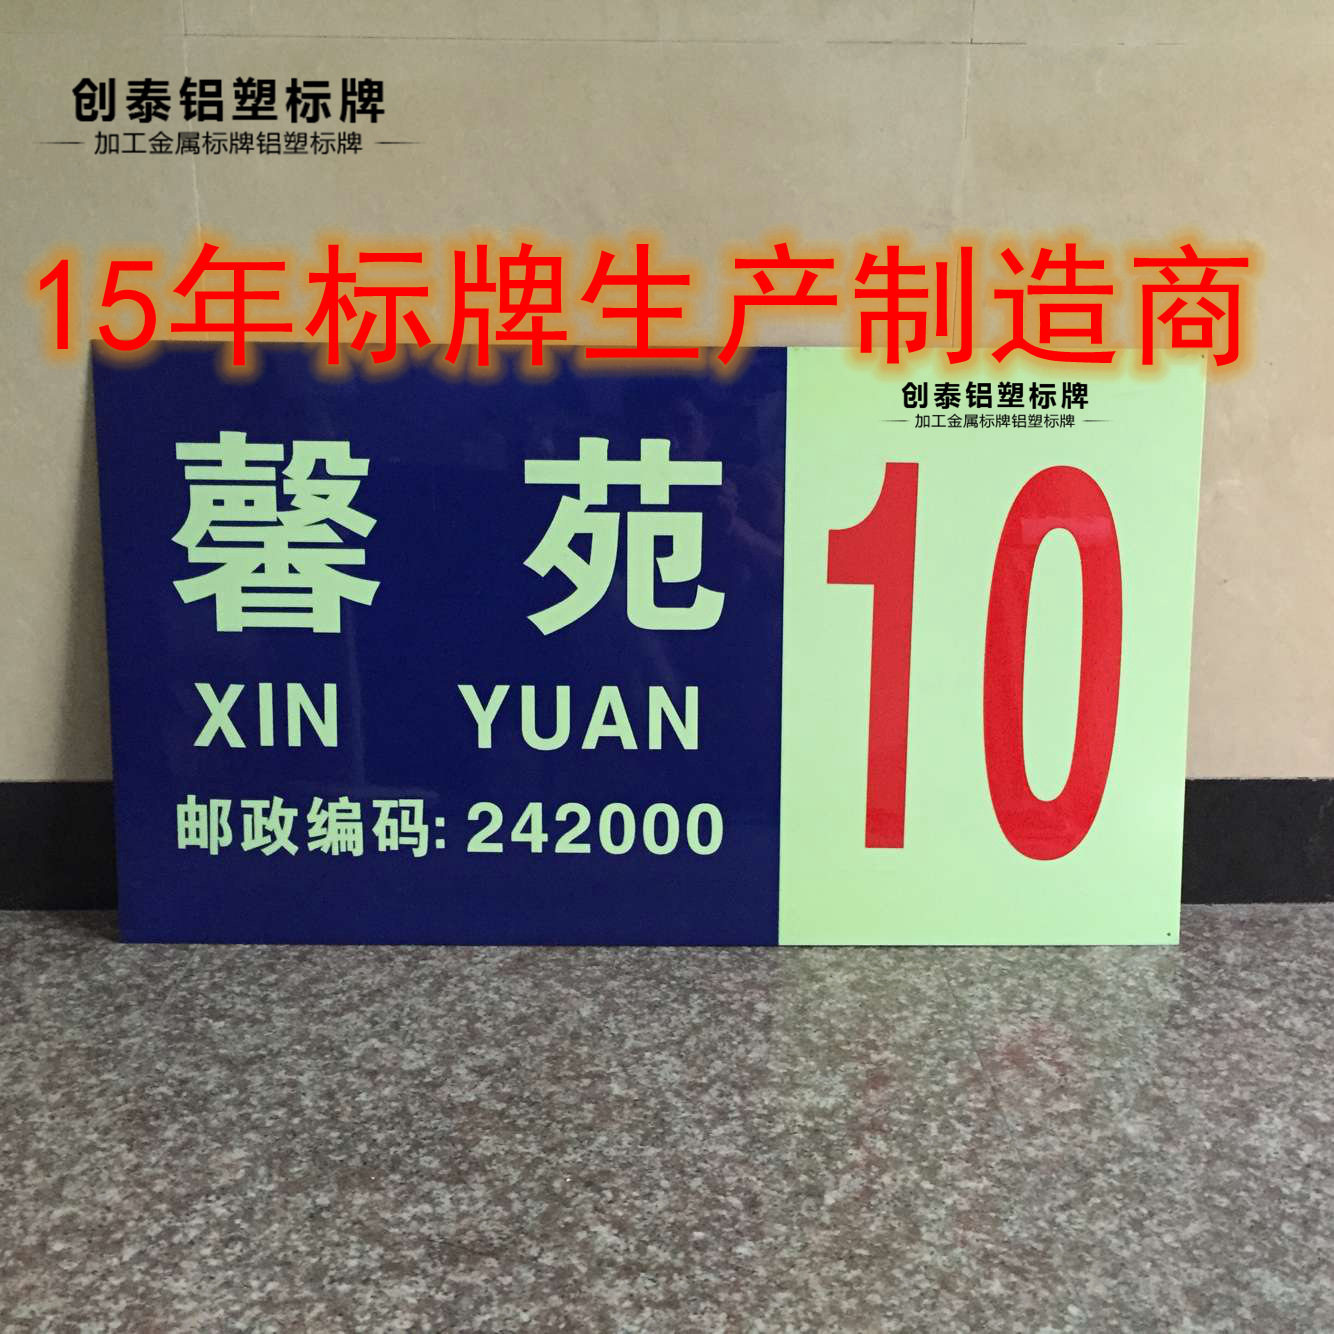 创泰铝塑标牌
加工金属标牌铝塑标牌
15年标牌生产制造商
创泰铝塑标牌
加工金属标牌铝塑标牌
馨 苑
10
XIN YUAN
邮政编码:242000